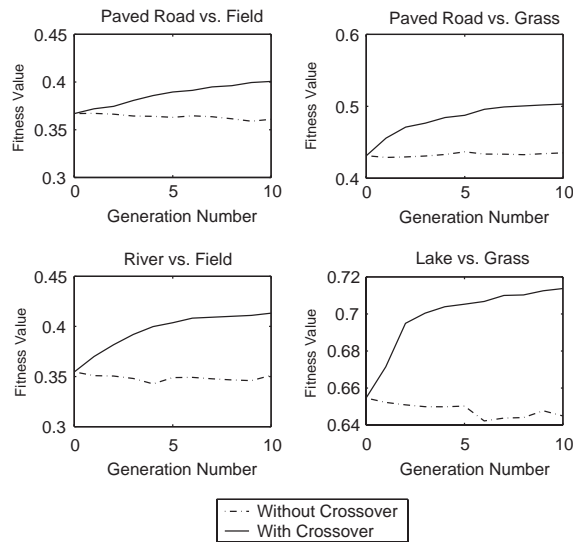 Paved Road vs. Field
0.45
0.4
0.35
0.3
Fitness Value
0
5
10
Generation Number
Paved Road vs. Grass
0.6
0.5
0.4
Fitness Value
0
5
10
Generation Number
River vs. Field
0.45
0.4
0.35
0.3
Fitness Value
0
5
10
Generation Number
Lake vs. Grass
0.72
0.7
0.68
0.66
0.64
Fitness Value
0
5
10
Generation Number
Without Crossover
With Crossover